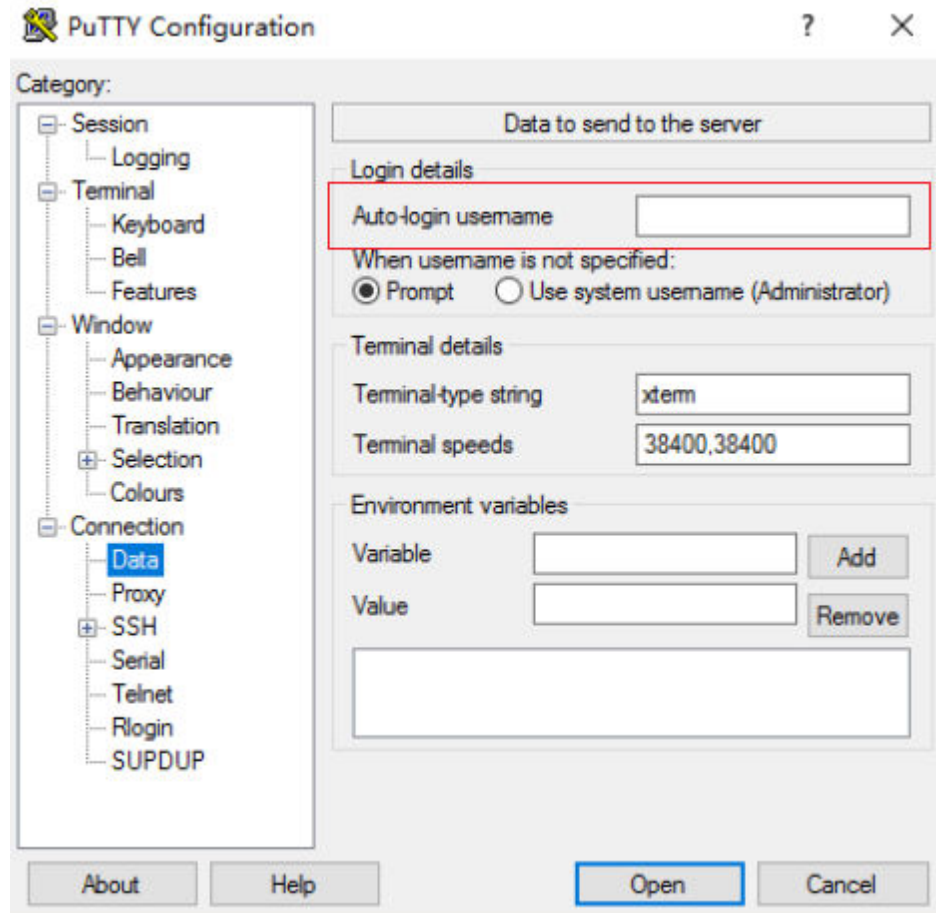 PuTTY Configuration
?
Category:
Session
Logging
Terminal
Keyboard
Bell
Features
Window
Appearance
Behaviour
Translation
Selection
Colours
Connection
Data
Proxy
SSH
Serial
Telnet
Rlogin
SUPDUP
Data to send to the server
Login details
Auto-login username
When username is not specified:
Prompt Use system username (Administrator)
Terminal details
Terminal-type string xterm
Terminal speeds 38400,38400
Environment variables
Variable Add
Value Remove
About Help Open Cancel